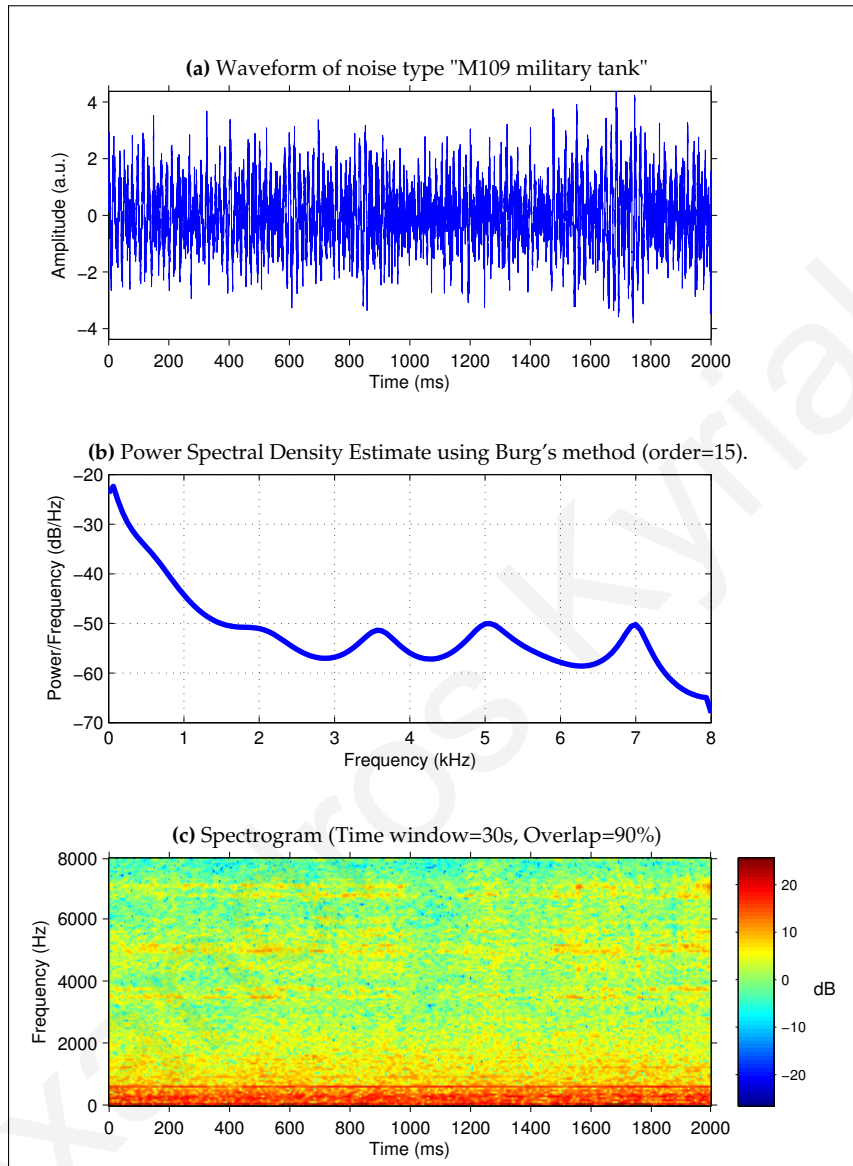 (a) Waveform of noise type "M109 military tank"
4
2
0
−2
−4
Amplitude (a.u.)
0 200 400 600 800 1000 1200 1400 1600 1800 2000
Time (ms)
(b) Power Spectral Density Estimate using Burg's method (order=15).
−20
−30
−40
−50
−60
−70
Power/Frequency (dB/Hz)
0 1 2 3 4 5 6 7 8
Frequency (kHz)
(c) Spectrogram (Time window=30s, Overlap=90%)
8000
6000
4000
2000
0
Frequency (Hz)
0 200 400 600 800 1000 1200 1400 1600 1800 2000
Time (ms)
20
10
0
−10
−20
dB